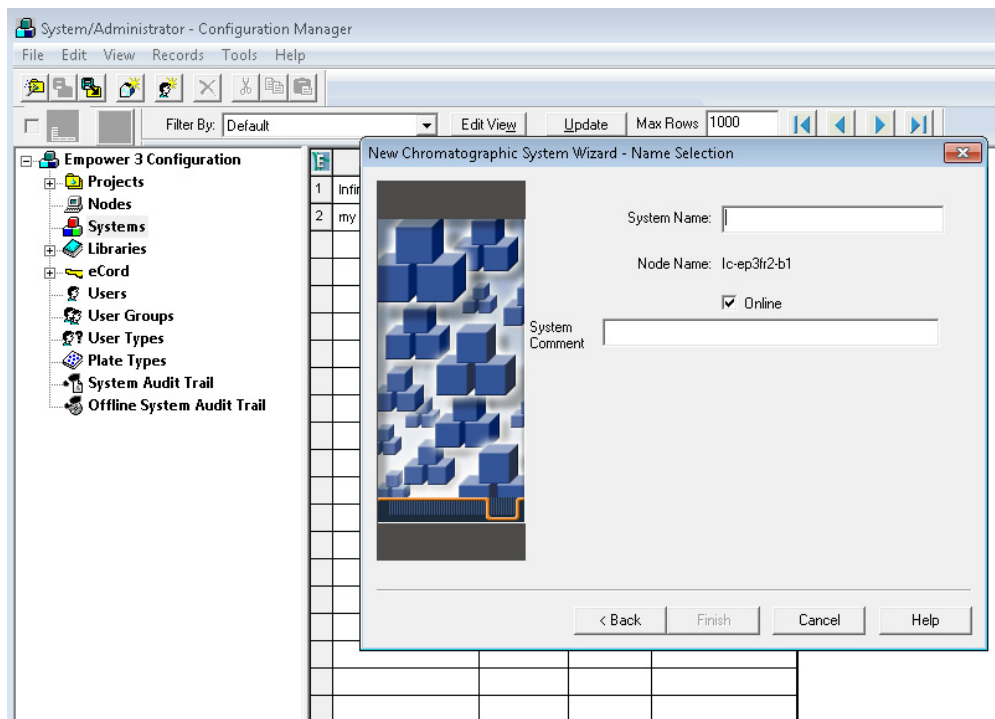 System/Administrator - Configuration Manager
File Edit View Records Tools Help
Filter By: Default Edit View Update Max Rows 1000
Empower 3 Configuration
Projects
Nodes
Systems
Libraries
eCord
Users
User Groups
User Types
Plate Types
System Audit Trail
Offline System Audit Trail
1
2 my
New Chromatographic System Wizard - Name Selection
System Name:
Node Name: lc-ep3fr2-b1
Online
System
Comment
< Back Finish Cancel Help